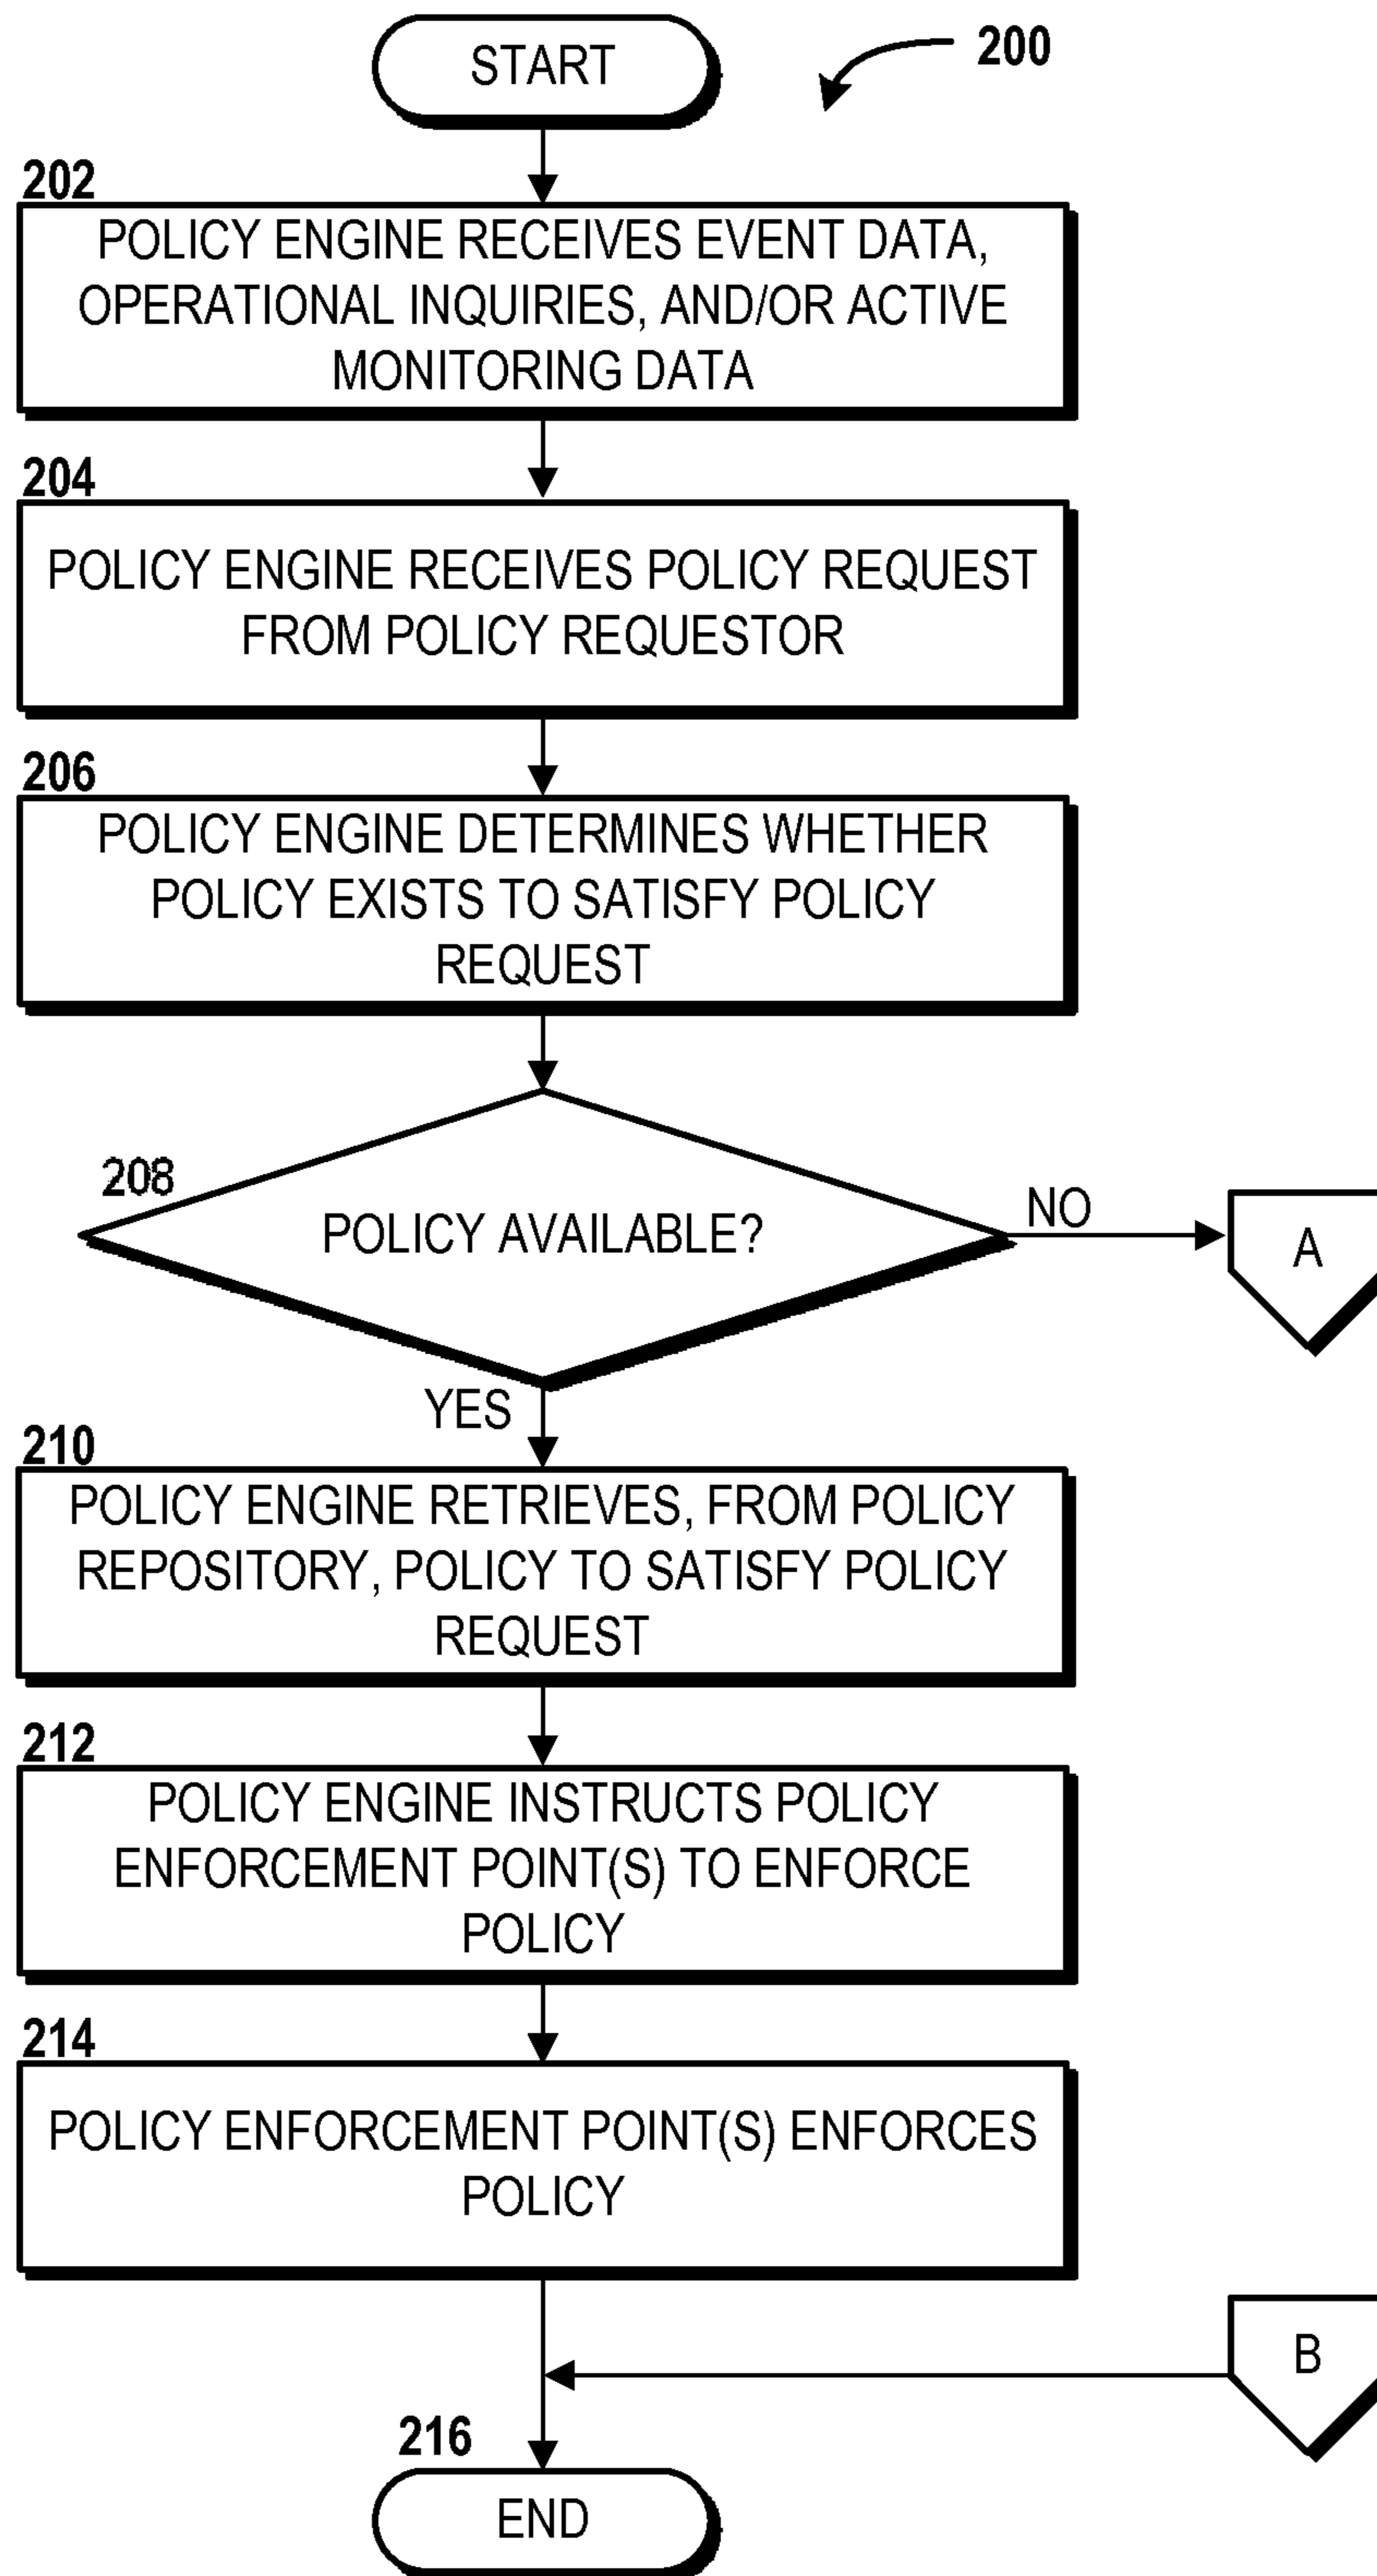 START
200
202
POLICY ENGINE RECEIVES EVENT DATA,
OPERATIONAL INQUIRIES, AND/OR ACTIVE
MONITORING DATA
204
POLICY ENGINE RECEIVES POLICY REQUEST
FROM POLICY REQUESTOR
206
POLICY ENGINE DETERMINES WHETHER
POLICY EXISTS TO SATISFY POLICY
REQUEST
208
POLICY AVAILABLE?
NO
A
YES
210
POLICY ENGINE RETRIEVES, FROM POLICY
REPOSITORY, POLICY TO SATISFY POLICY
REQUEST
212
POLICY ENGINE INSTRUCTS POLICY
ENFORCEMENT POINT(S) TO ENFORCE
POLICY
214
POLICY ENFORCEMENT POINT(S) ENFORCES
POLICY
B
216
END